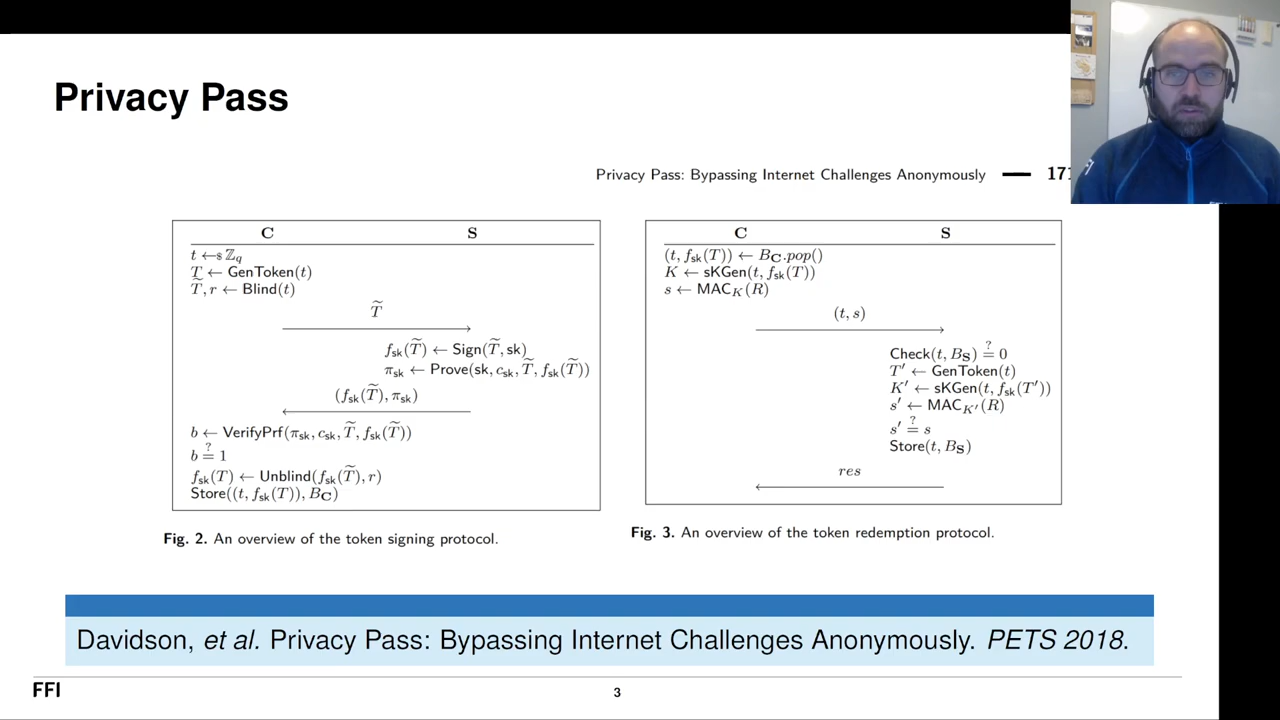 Privacy Pass
Privacy Pass: Bypassing Internet Challenges Anonymously — 171
C S
t ←$ ℤ_q
T ← GenToken(t)
T̃, r ← Blind(t)
T̃
f_sk(T̃) ← Sign(T̃, sk)
π_sk ← Prove(sk, c_sk, T̃, f_sk(T̃))
(f_sk(T̃), π_sk)
b ← VerifyPrf(π_sk, c_sk, T̃, f_sk(T̃))
b ≟ 1
f_sk(T) ← Unblind(f_sk(T̃), r)
Store((t, f_sk(T)), B_C)
Fig. 2. An overview of the token signing protocol.
C S
(t, f_sk(T)) ← B_C.pop()
K ← sKGen(t, f_sk(T))
s ← MAC_K(R)
(t, s)
Check(t, B_S) ≟ 0
T′ ← GenToken(t)
K′ ← sKGen(t, f_sk(T′))
s′ ← MAC_K′(R)
s′ ≟ s
Store(t, B_S)
res
Fig. 3. An overview of the token redemption protocol.
Davidson, et al. Privacy Pass: Bypassing Internet Challenges Anonymously. PETS 2018.
FFI
3